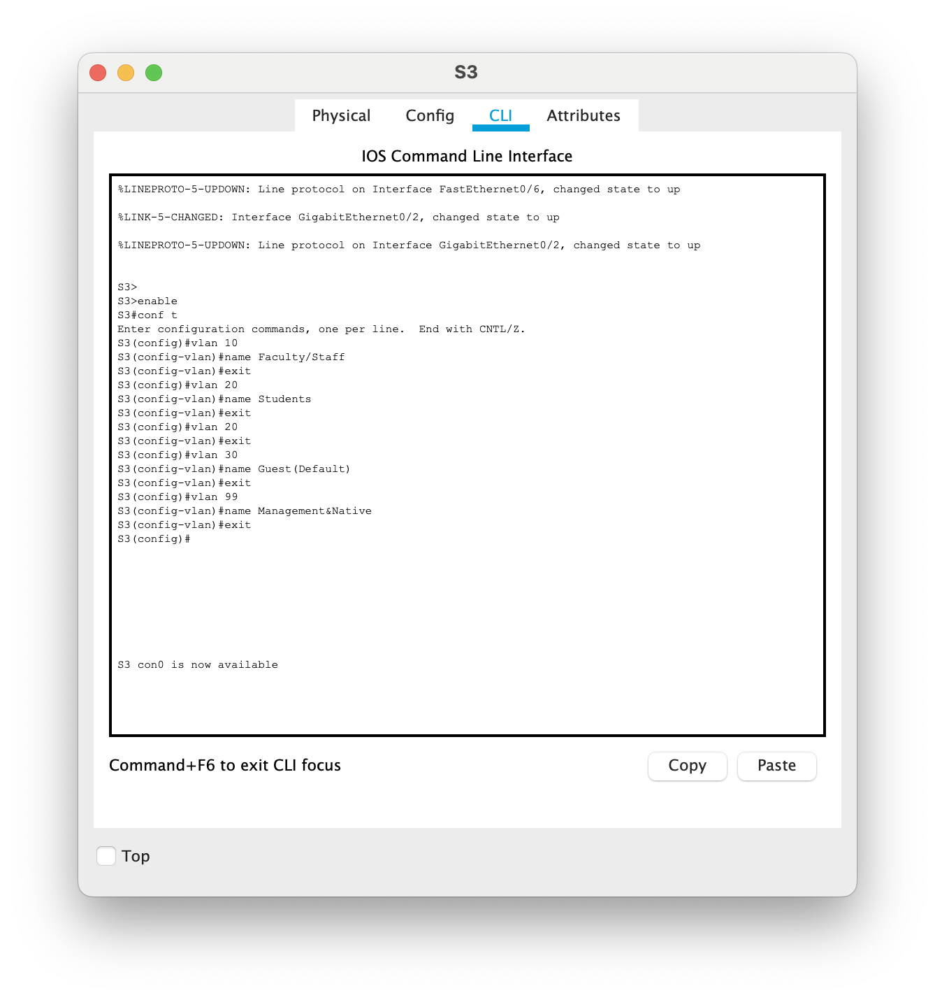 S3
Physical Config CLI Attributes
IOS Command Line Interface
%LINEPROTO-5-UPDOWN: Line protocol on Interface FastEthernet0/6, changed state to up
%LINK-5-CHANGED: Interface GigabitEthernet0/2, changed state to up
%LINEPROTO-5-UPDOWN: Line protocol on Interface GigabitEthernet0/2, changed state to up
S3>
S3>enable
S3#conf t
Enter configuration commands, one per line.  End with CNTL/Z.
S3(config)#vlan 10
S3(config-vlan)#name Faculty/Staff
S3(config-vlan)#exit
S3(config)#vlan 20
S3(config-vlan)#name Students
S3(config-vlan)#exit
S3(config)#vlan 20
S3(config-vlan)#exit
S3(config)#vlan 30
S3(config-vlan)#name Guest(Default)
S3(config-vlan)#exit
S3(config)#vlan 99
S3(config-vlan)#name Management&Native
S3(config-vlan)#exit
S3(config)#
S3 con0 is now available
Command+F6 to exit CLI focus
Copy Paste
Top